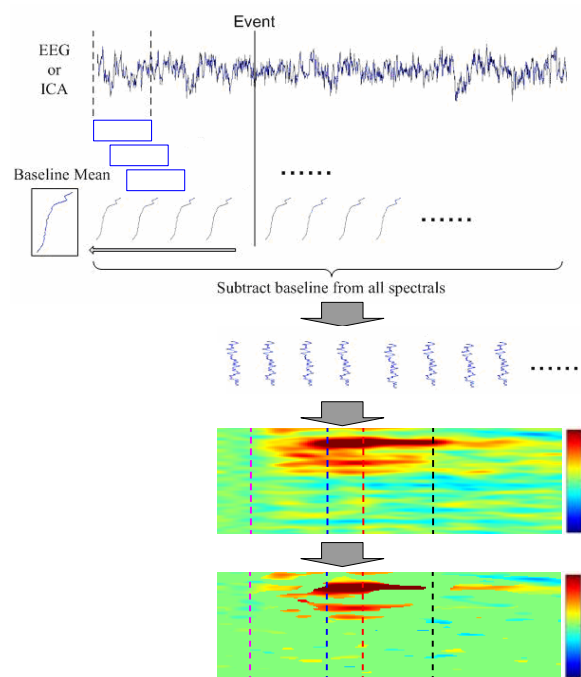 Event
EEG
or
ICA
Baseline Mean
Subtract baseline from all spectrals